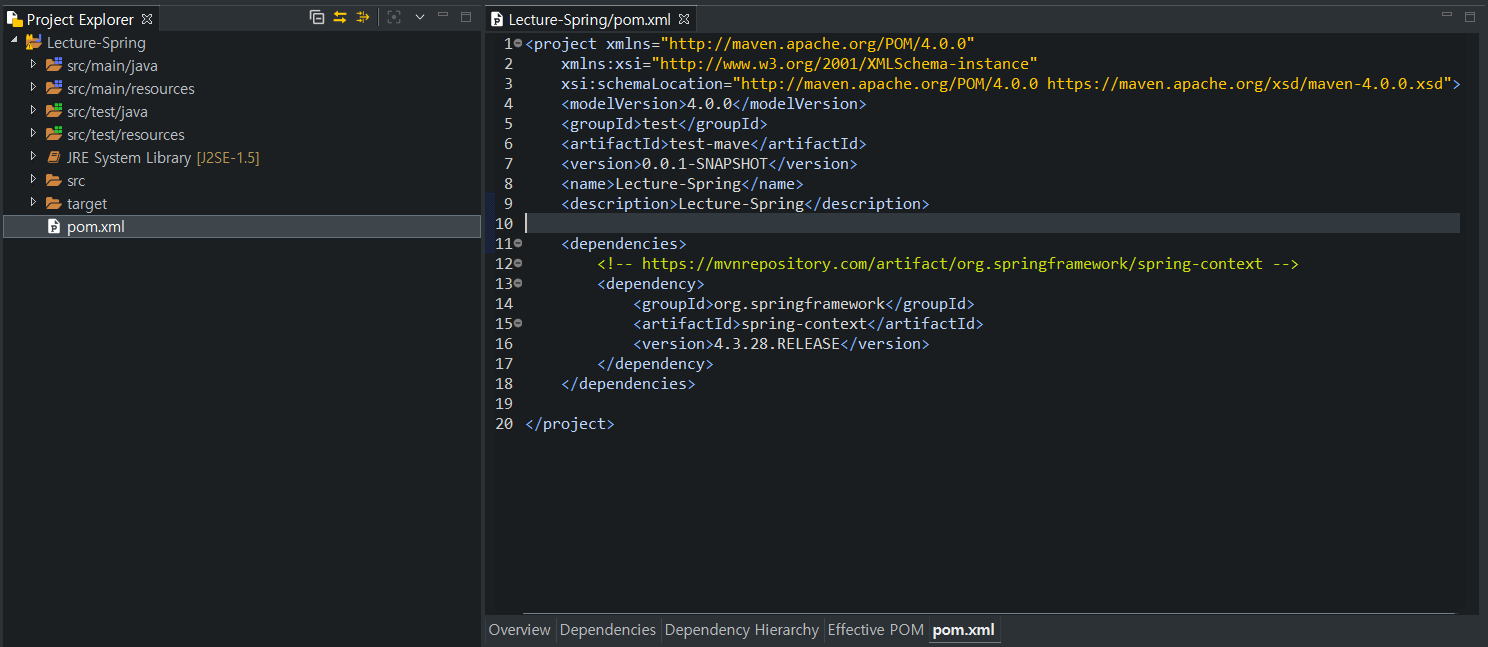 Project Explorer
Lecture-Spring
src/main/java
src/main/resources
src/test/java
src/test/resources
JRE System Library [J2SE-1.5]
src
target
pom.xml
Lecture-Spring/pom.xml
1 <project xmlns="http://maven.apache.org/POM/4.0.0"
2     xmlns:xsi="http://www.w3.org/2001/XMLSchema-instance"
3     xsi:schemaLocation="http://maven.apache.org/POM/4.0.0 https://maven.apache.org/xsd/maven-4.0.0.xsd">
4     <modelVersion>4.0.0</modelVersion>
5     <groupId>test</groupId>
6     <artifactId>test-mave</artifactId>
7     <version>0.0.1-SNAPSHOT</version>
8     <name>Lecture-Spring</name>
9     <description>Lecture-Spring</description>
10
11     <dependencies>
12         <!-- https://mvnrepository.com/artifact/org.springframework/spring-context -->
13         <dependency>
14             <groupId>org.springframework</groupId>
15             <artifactId>spring-context</artifactId>
16             <version>4.3.28.RELEASE</version>
17         </dependency>
18     </dependencies>
19
20 </project>
Overview Dependencies Dependency Hierarchy Effective POM pom.xml